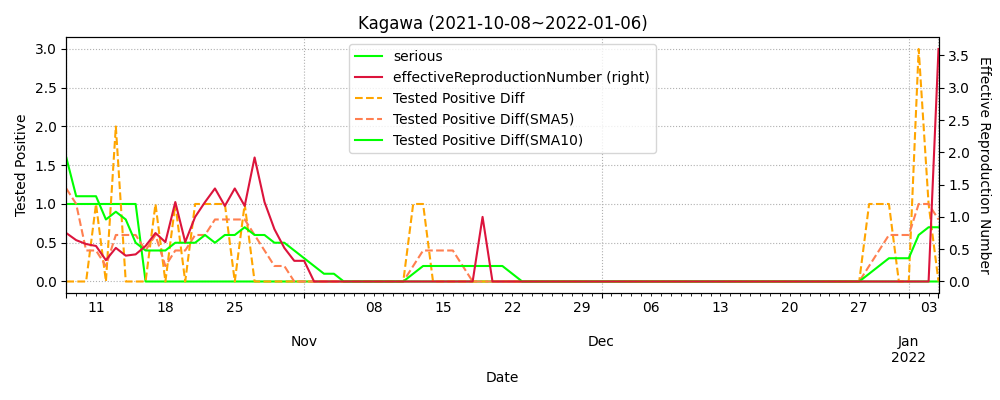 Kagawa (2021-10-08~2022-01-06)
serious
effectiveReproductionNumber (right)
Tested Positive Diff
Tested Positive Diff(SMA5)
Tested Positive Diff(SMA10)
Tested Positive
3.0
2.5
2.0
1.5
1.0
0.5
0.0
Effective Reproduction Number
3.5
3.0
2.5
2.0
1.5
1.0
0.5
0.0
11 18 25 08 15 22 29 06 13 20 27 03
Nov Dec Jan
2022
Date